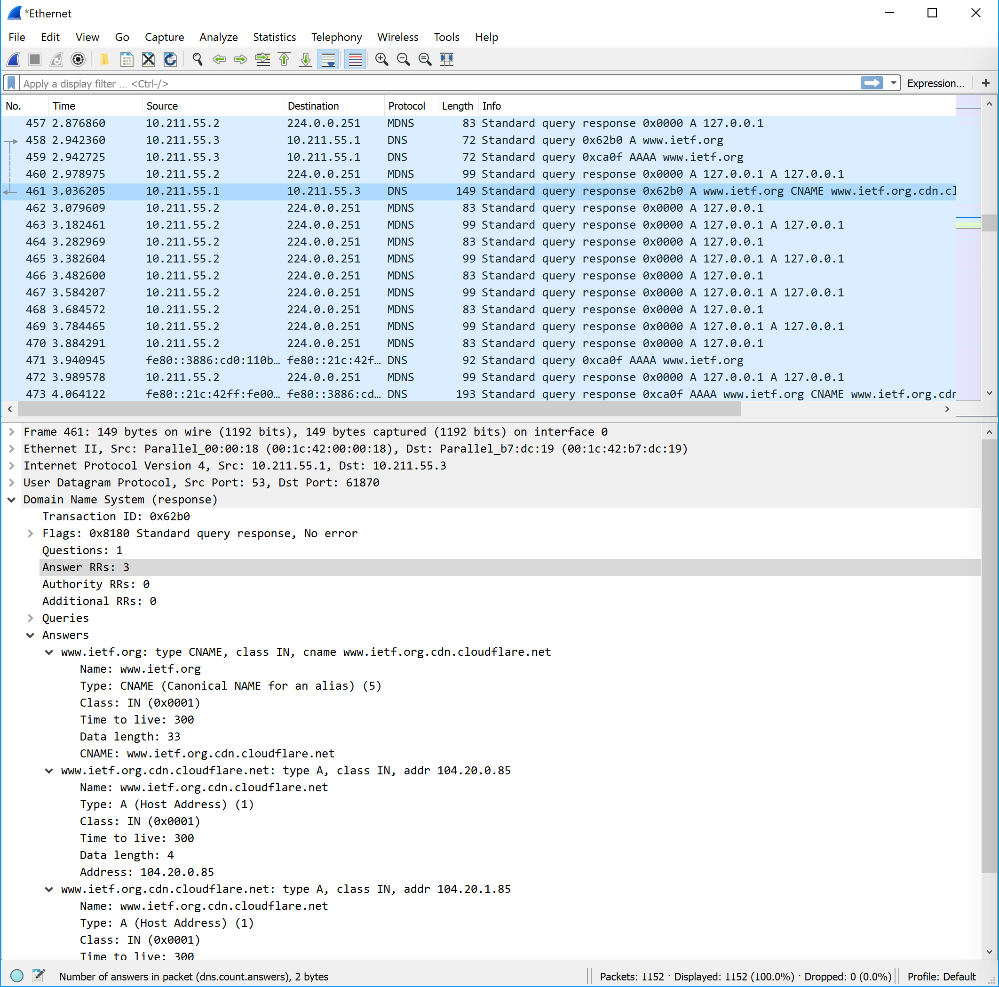 *Ethernet
File Edit View Go Capture Analyze Statistics Telephony Wireless Tools Help
Apply a display filter ... <Ctrl-/> Expression... +
No. Time Source Destination Protocol Length Info
457 2.876860 10.211.55.2 224.0.0.251 MDNS 83 Standard query response 0x0000 A 127.0.0.1
458 2.942360 10.211.55.3 10.211.55.1 DNS 72 Standard query 0x62b0 A www.ietf.org
459 2.942725 10.211.55.3 10.211.55.1 DNS 72 Standard query 0xca0f AAAA www.ietf.org
460 2.978975 10.211.55.2 224.0.0.251 MDNS 99 Standard query response 0x0000 A 127.0.0.1 A 127.0.0.1
461 3.036205 10.211.55.1 10.211.55.3 DNS 149 Standard query response 0x62b0 A www.ietf.org CNAME www.ietf.org.cdn.cl
462 3.079609 10.211.55.2 224.0.0.251 MDNS 83 Standard query response 0x0000 A 127.0.0.1
463 3.182461 10.211.55.2 224.0.0.251 MDNS 99 Standard query response 0x0000 A 127.0.0.1 A 127.0.0.1
464 3.282969 10.211.55.2 224.0.0.251 MDNS 83 Standard query response 0x0000 A 127.0.0.1
465 3.382604 10.211.55.2 224.0.0.251 MDNS 99 Standard query response 0x0000 A 127.0.0.1 A 127.0.0.1
466 3.482600 10.211.55.2 224.0.0.251 MDNS 83 Standard query response 0x0000 A 127.0.0.1
467 3.584207 10.211.55.2 224.0.0.251 MDNS 99 Standard query response 0x0000 A 127.0.0.1 A 127.0.0.1
468 3.684572 10.211.55.2 224.0.0.251 MDNS 83 Standard query response 0x0000 A 127.0.0.1
469 3.784465 10.211.55.2 224.0.0.251 MDNS 99 Standard query response 0x0000 A 127.0.0.1 A 127.0.0.1
470 3.884291 10.211.55.2 224.0.0.251 MDNS 83 Standard query response 0x0000 A 127.0.0.1
471 3.940945 fe80::3886:cd0:110b... fe80::21c:42f... DNS 92 Standard query 0xca0f AAAA www.ietf.org
472 3.989578 10.211.55.2 224.0.0.251 MDNS 99 Standard query response 0x0000 A 127.0.0.1 A 127.0.0.1
473 4.064122 fe80::21c:42ff:fe00... fe80::3886:cd... DNS 193 Standard query response 0xca0f AAAA www.ietf.org CNAME www.ietf.org.cdn
Frame 461: 149 bytes on wire (1192 bits), 149 bytes captured (1192 bits) on interface 0
Ethernet II, Src: Parallel_00:00:18 (00:1c:42:00:00:18), Dst: Parallel_b7:dc:19 (00:1c:42:b7:dc:19)
Internet Protocol Version 4, Src: 10.211.55.1, Dst: 10.211.55.3
User Datagram Protocol, Src Port: 53, Dst Port: 61870
Domain Name System (response)
Transaction ID: 0x62b0
Flags: 0x8180 Standard query response, No error
Questions: 1
Answer RRs: 3
Authority RRs: 0
Additional RRs: 0
Queries
Answers
www.ietf.org: type CNAME, class IN, cname www.ietf.org.cdn.cloudflare.net
Name: www.ietf.org
Type: CNAME (Canonical NAME for an alias) (5)
Class: IN (0x0001)
Time to live: 300
Data length: 33
CNAME: www.ietf.org.cdn.cloudflare.net
www.ietf.org.cdn.cloudflare.net: type A, class IN, addr 104.20.0.85
Name: www.ietf.org.cdn.cloudflare.net
Type: A (Host Address) (1)
Class: IN (0x0001)
Time to live: 300
Data length: 4
Address: 104.20.0.85
www.ietf.org.cdn.cloudflare.net: type A, class IN, addr 104.20.1.85
Name: www.ietf.org.cdn.cloudflare.net
Type: A (Host Address) (1)
Class: IN (0x0001)
Time to live: 300
Number of answers in packet (dns.count.answers), 2 bytes Packets: 1152 · Displayed: 1152 (100.0%) · Dropped: 0 (0.0%) Profile: Default